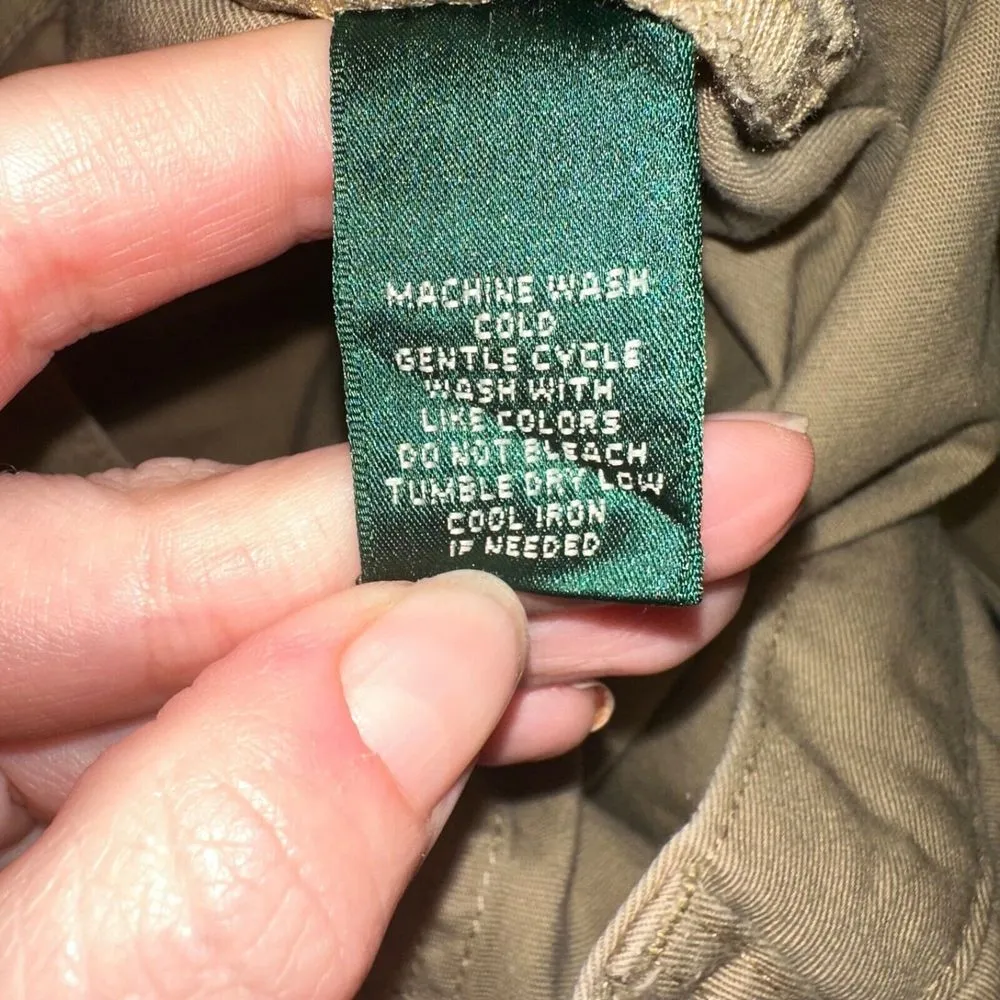 MACHINE WASH
COLD
GENTLE CYCLE
WASH WITH
LIKE COLORS
DO NOT BLEACH
TUMBLE DRY LOW
COOL IRON
IF NEEDED